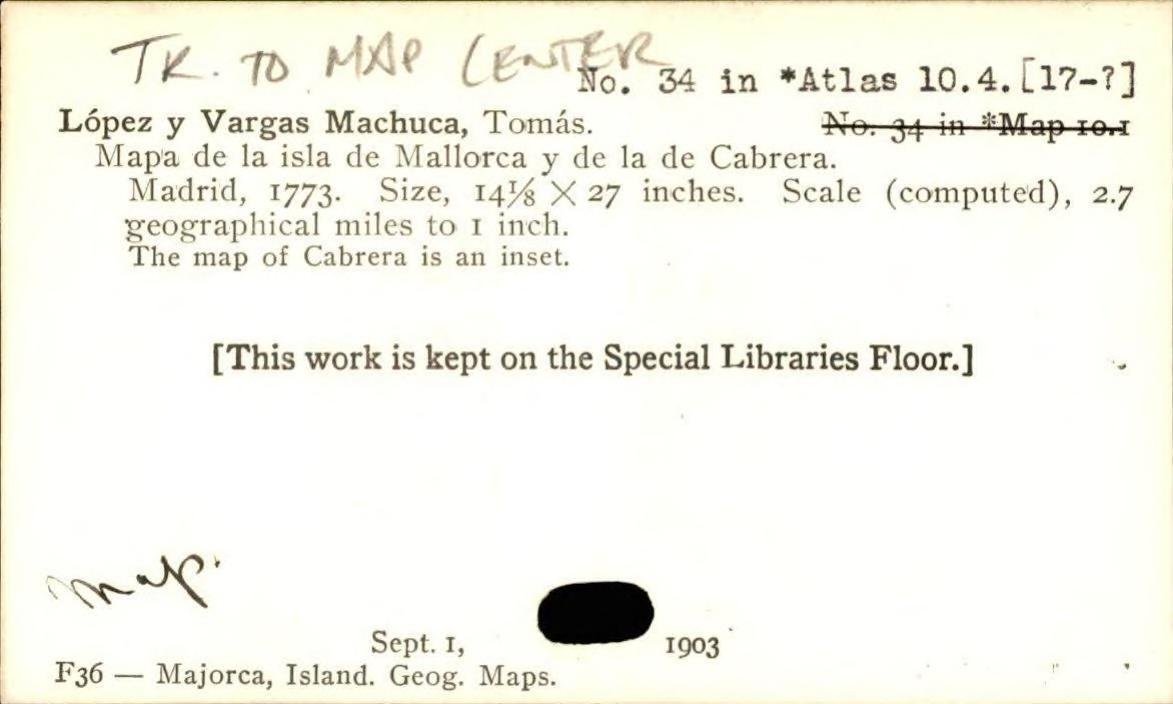 TR. TO MAP CENTER
No. 34 in *Atlas 10.4.[17-?]
López y Vargas Machuca, Tomás. No. 34 in *Map 10.1
Mapa de la isla de Mallorca y de la de Cabrera.
Madrid, 1773. Size, 14⅛ X 27 inches. Scale (computed), 2.7
geographical miles to 1 inch.
The map of Cabrera is an inset.
[This work is kept on the Special Libraries Floor.]
Map.
Sept. 1, 1903
F36 — Majorca, Island. Geog. Maps.